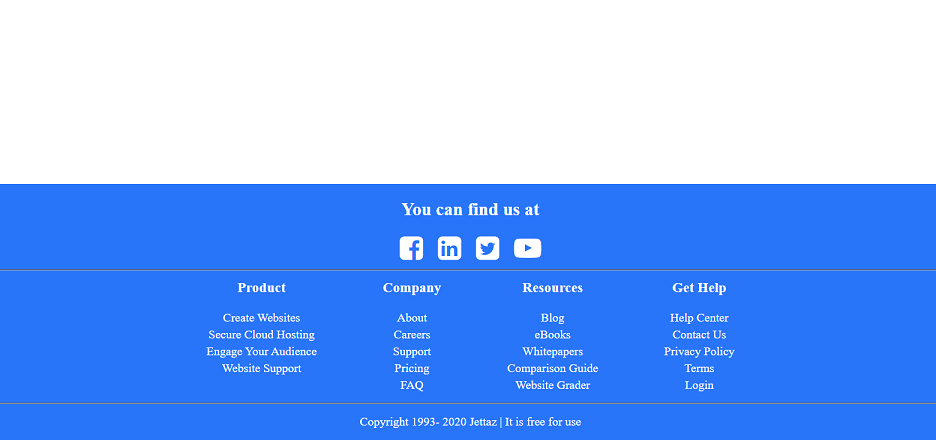 You can find us at
Product
Create Websites
Secure Cloud Hosting
Engage Your Audience
Website Support
Company
About
Careers
Support
Pricing
FAQ
Resources
Blog
eBooks
Whitepapers
Comparison Guide
Website Grader
Get Help
Help Center
Contact Us
Privacy Policy
Terms
Login
Copyright 1993- 2020 Jettaz | It is free for use